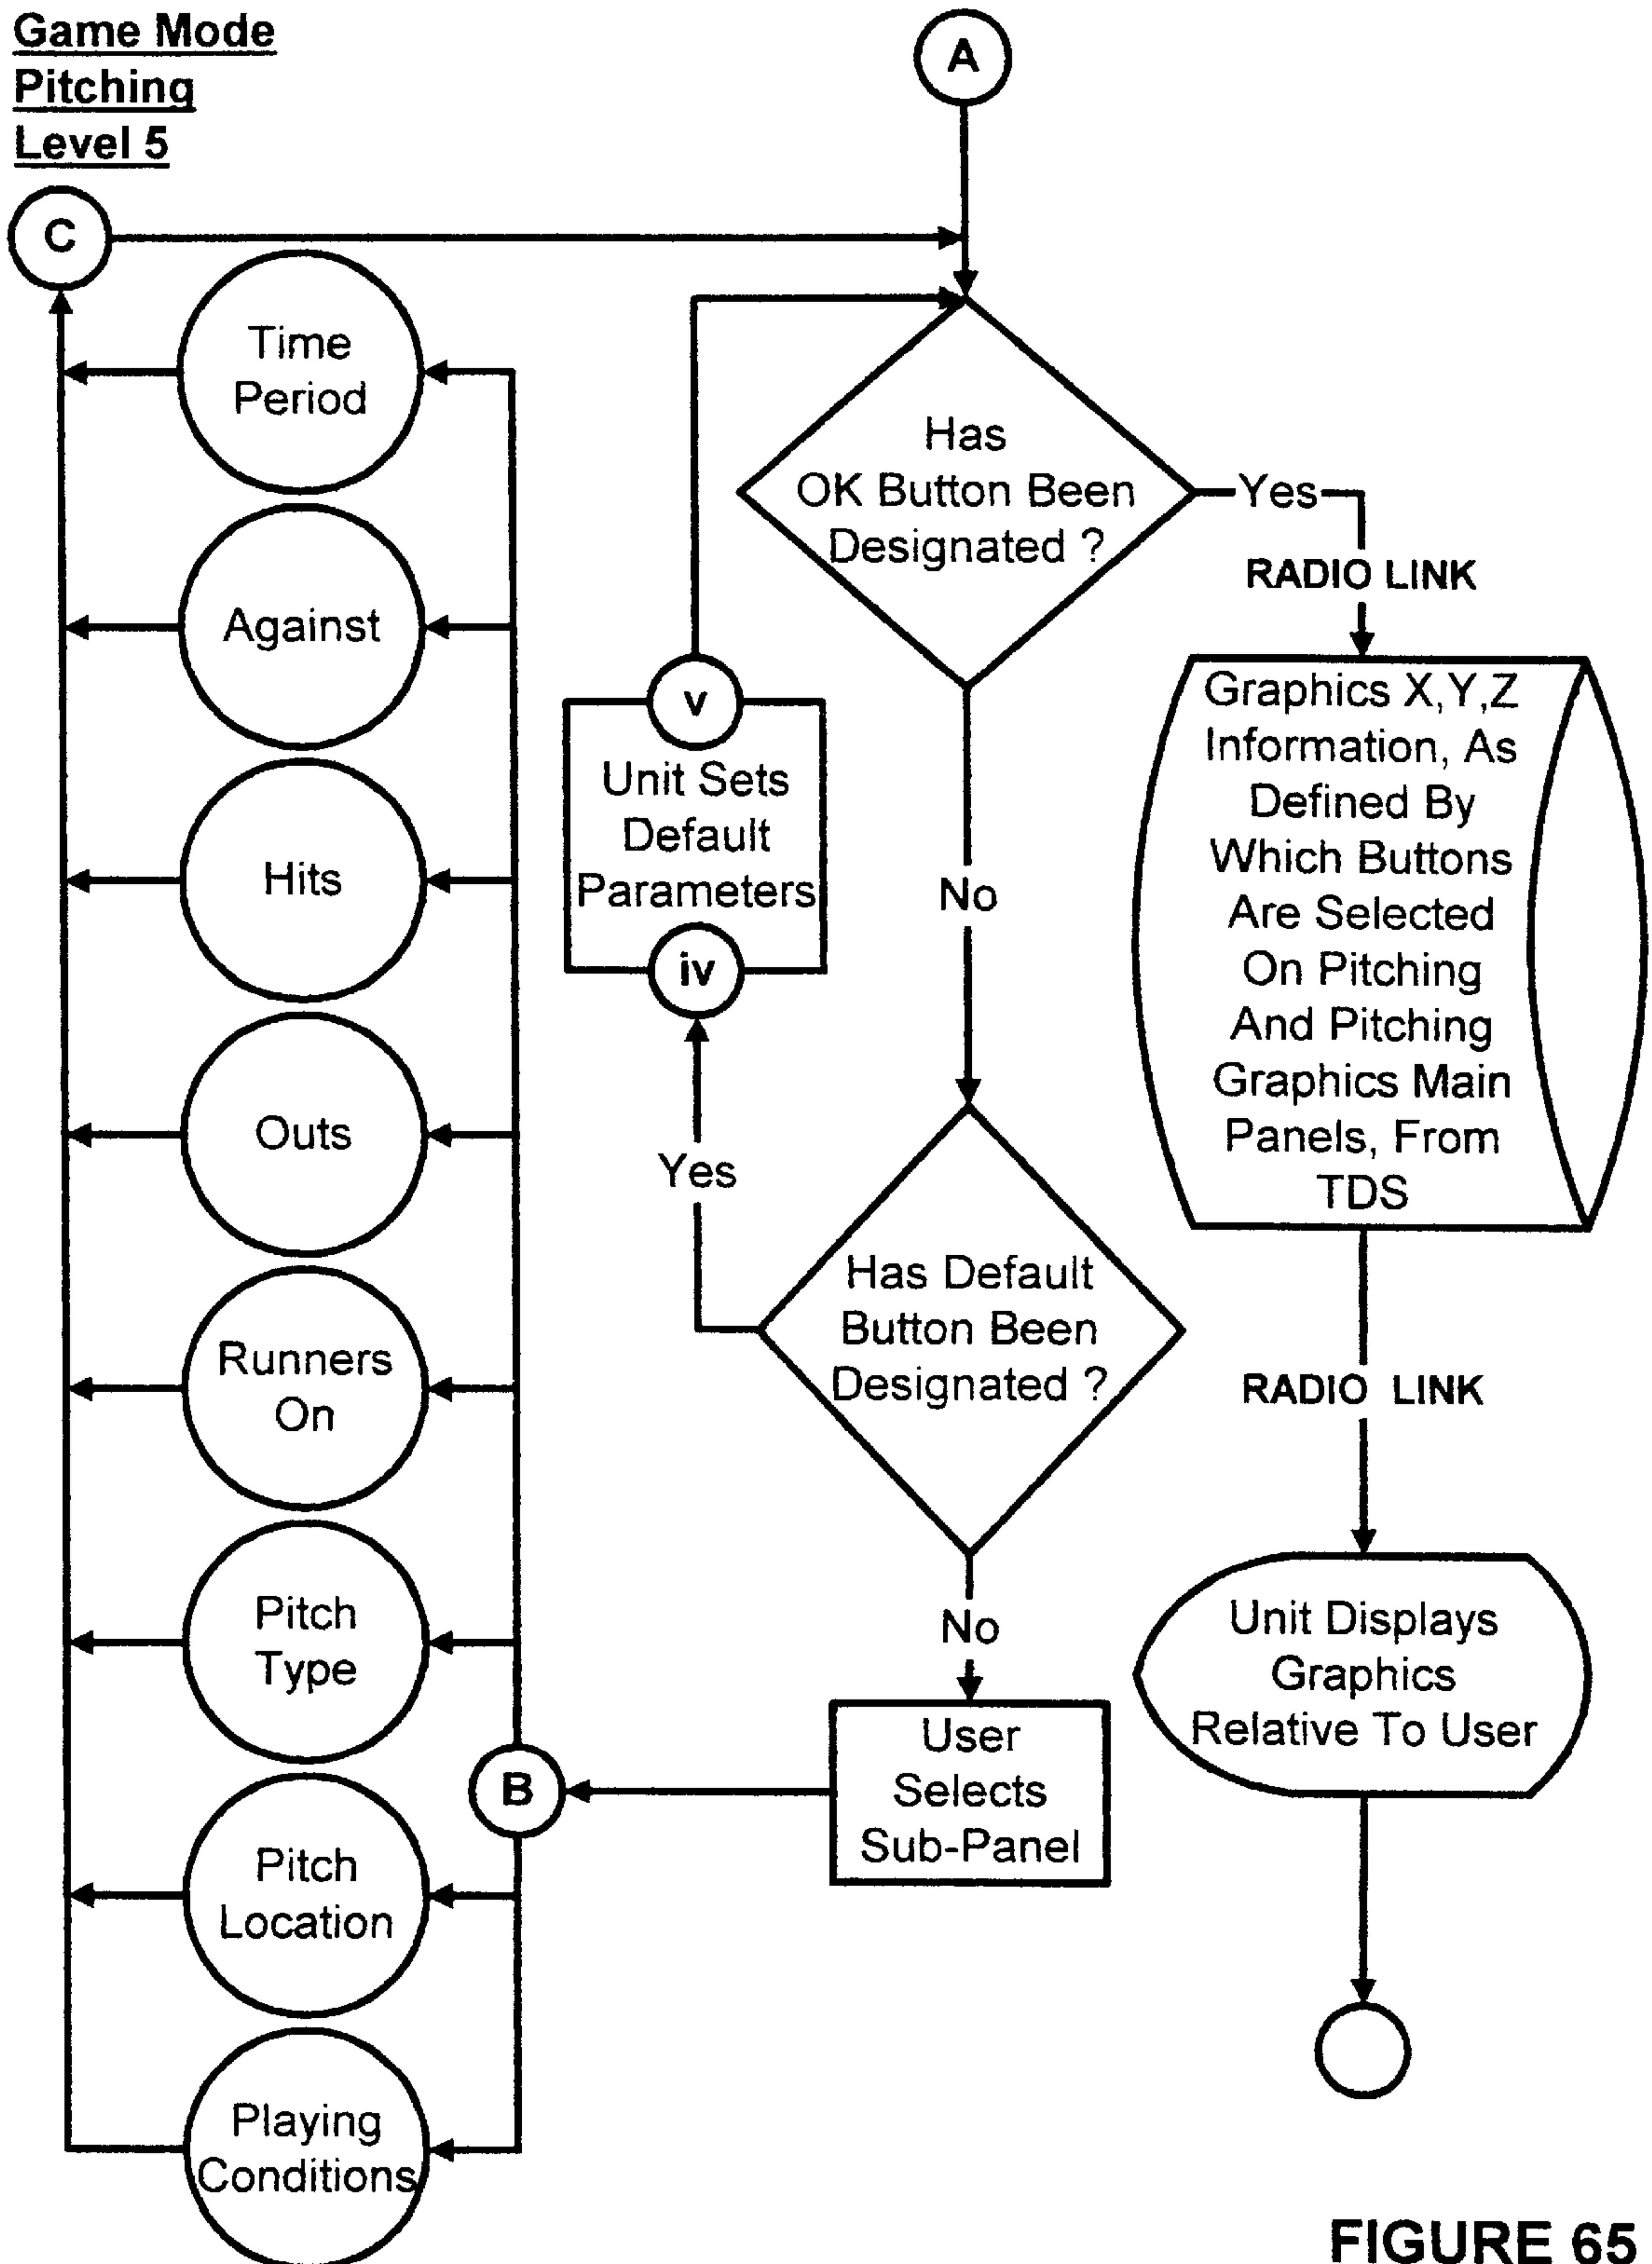 Game Mode
Pitching
Level 5
A
C
Time
Period
Against
Hits
Outs
Runners
On
Pitch
Type
Pitch
Location
Playing
Conditions
B
v
Unit Sets
Default
Parameters
iv
Yes
Has
OK Button Been
Designated ?
No
Has Default
Button Been
Designated ?
No
User
Selects
Sub-Panel
Yes
RADIO LINK
Graphics X,Y,Z
Information, As
Defined By
Which Buttons
Are Selected
On Pitching
And Pitching
Graphics Main
Panels, From
TDS
RADIO LINK
Unit Displays
Graphics
Relative To User
FIGURE 65